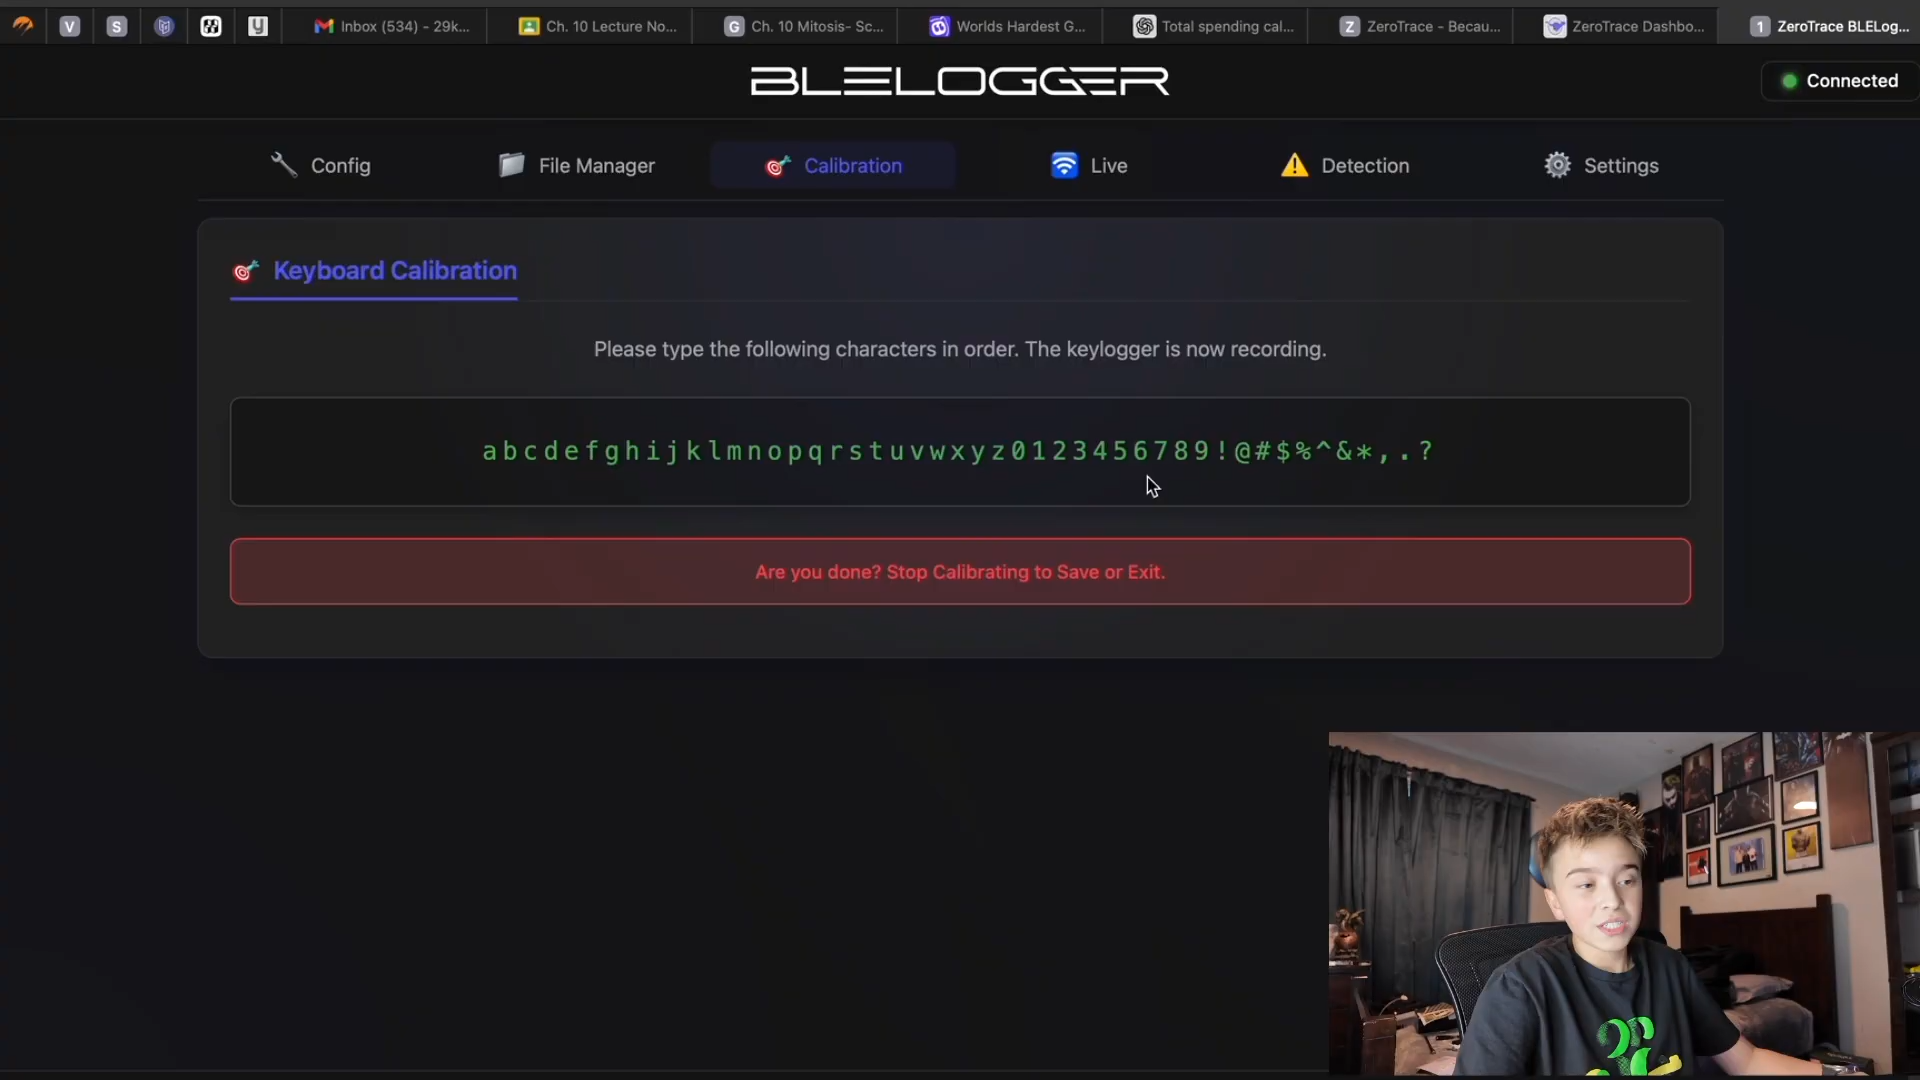 V
S
y
Inbox (534) - 29k...
Ch. 10 Lecture No...
G
Ch. 10 Mitosis- Sc...
Worlds Hardest G...
Total spending cal...
Z
ZeroTrace - Becau...
ZeroTrace Dashbo...
1
ZeroTrace BLELog...
BLELOGGER
Connected
Config
File Manager
Calibration
Live
Detection
Settings
Keyboard Calibration
Please type the following characters in order. The keylogger is now recording.
a b c d e f g h i j k l m n o p q r s t u v w x y z 0 1 2 3 4 5 6 7 8 9 ! @ # $ % ^ & * , . ?
Are you done? Stop Calibrating to Save or Exit.